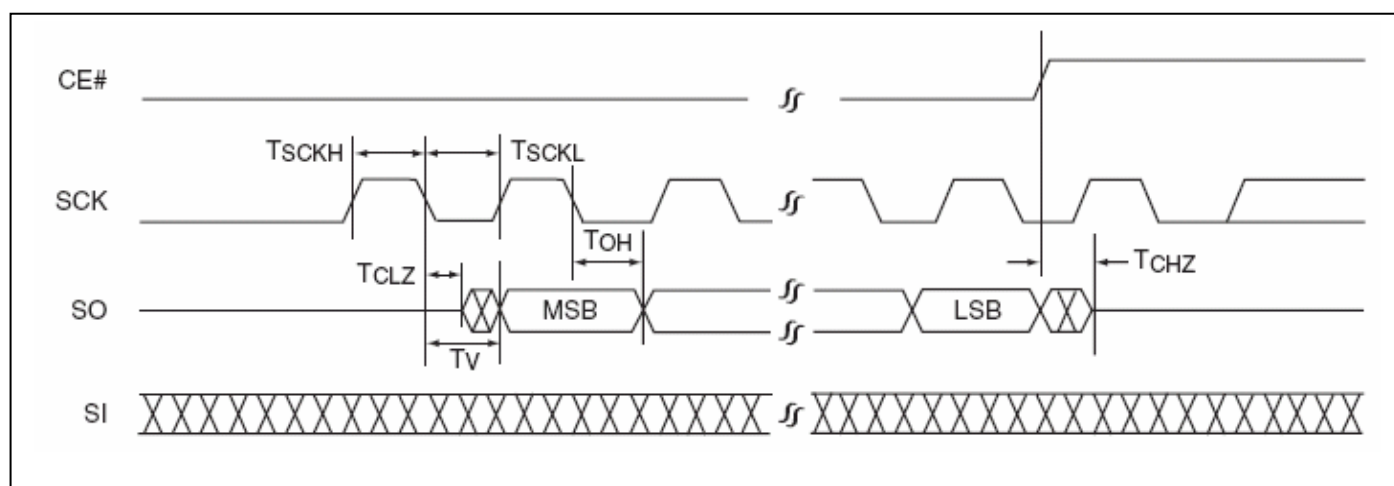 CE#
TSCKH
TSCKL
SCK
TOH
TCLZ
TCHZ
SO
MSB
LSB
TV
SI